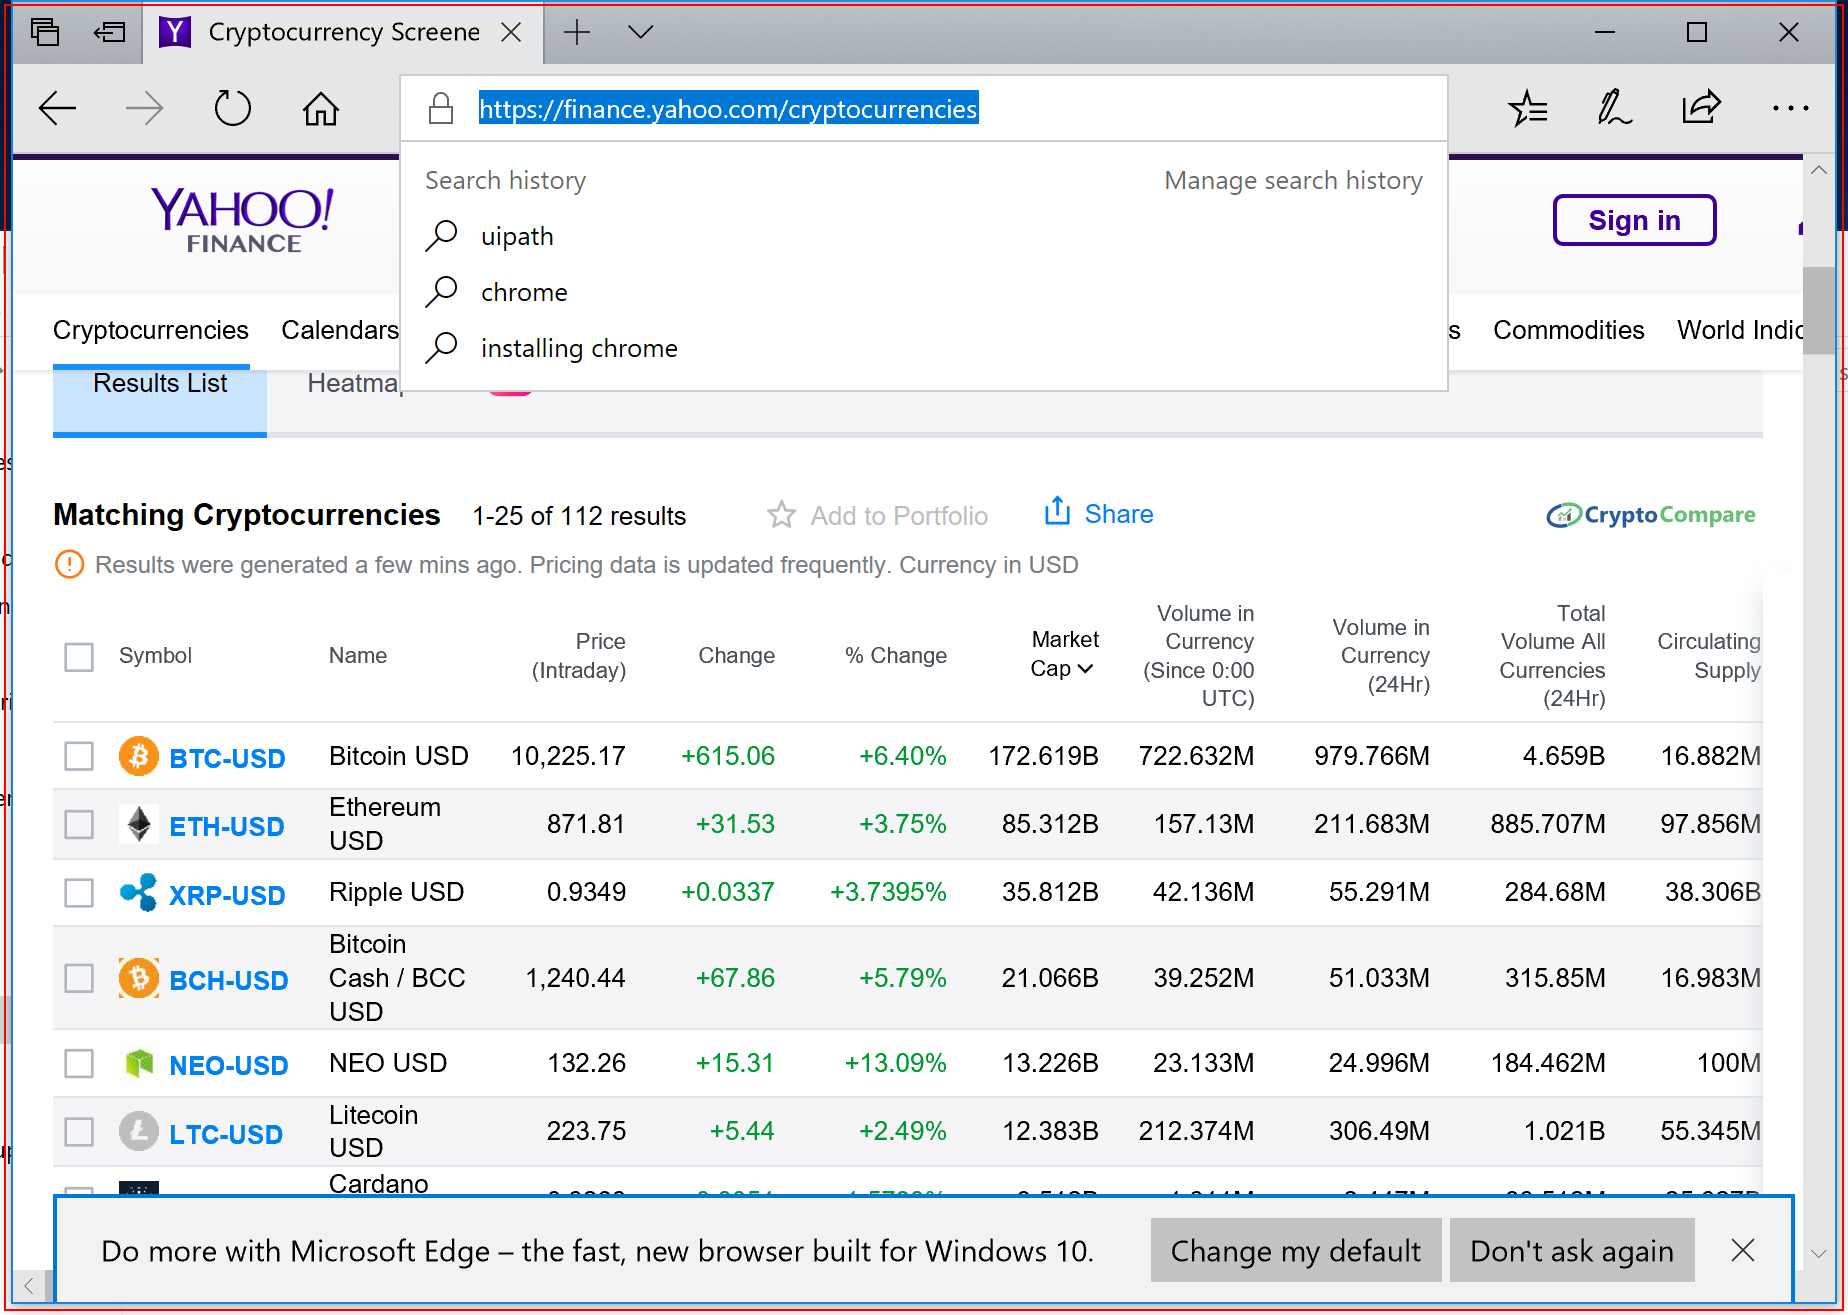 Cryptocurrency Screene
https://finance.yahoo.com/cryptocurrencies
Search history
Manage search history
uipath
chrome
installing chrome
YAHOO!
FINANCE
Sign in
Cryptocurrencies Calendars s Commodities World Indic
Results List Heatmap
Matching Cryptocurrencies 1-25 of 112 results Add to Portfolio Share CryptoCompare
Results were generated a few mins ago. Pricing data is updated frequently. Currency in USD
Symbol
Name
Price
(Intraday)
Change
% Change
Market
Cap
Volume in
Currency
(Since 0:00
UTC)
Volume in
Currency
(24Hr)
Total
Volume All
Currencies
(24Hr)
Circulating
Supply
BTC-USD Bitcoin USD 10,225.17 +615.06 +6.40% 172.619B 722.632M 979.766M 4.659B 16.882M
ETH-USD Ethereum
USD 871.81 +31.53 +3.75% 85.312B 157.13M 211.683M 885.707M 97.856M
XRP-USD Ripple USD 0.9349 +0.0337 +3.7395% 35.812B 42.136M 55.291M 284.68M 38.306B
BCH-USD Bitcoin
Cash / BCC
USD 1,240.44 +67.86 +5.79% 21.066B 39.252M 51.033M 315.85M 16.983M
NEO-USD NEO USD 132.26 +15.31 +13.09% 13.226B 23.133M 24.996M 184.462M 100M
LTC-USD Litecoin
USD 223.75 +5.44 +2.49% 12.383B 212.374M 306.49M 1.021B 55.345M
Cardano
Do more with Microsoft Edge – the fast, new browser built for Windows 10.
Change my default
Don't ask again